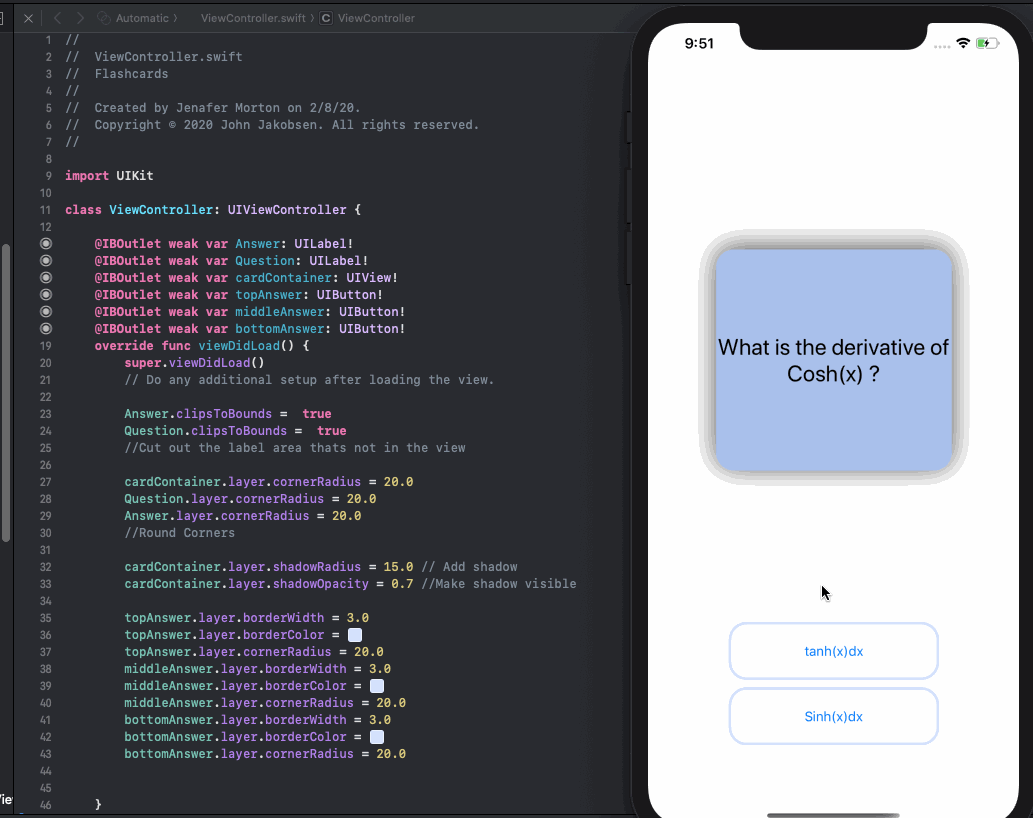 Automatic ⟩ ViewController.swift ⟩ C ViewController
1 //
2 //  ViewController.swift
3 //  Flashcards
4 //
5 //  Created by Jenafer Morton on 2/8/20.
6 //  Copyright © 2020 John Jakobsen. All rights reserved.
7 //
8
9 import UIKit
10
11 class ViewController: UIViewController {
12
@IBOutlet weak var Answer: UILabel!
@IBOutlet weak var Question: UILabel!
@IBOutlet weak var cardContainer: UIView!
@IBOutlet weak var topAnswer: UIButton!
@IBOutlet weak var middleAnswer: UIButton!
@IBOutlet weak var bottomAnswer: UIButton!
19 override func viewDidLoad() {
20 super.viewDidLoad()
21 // Do any additional setup after loading the view.
22
23 Answer.clipsToBounds =  true
24 Question.clipsToBounds =  true
25 //Cut out the label area thats not in the view
26
27 cardContainer.layer.cornerRadius = 20.0
28 Question.layer.cornerRadius = 20.0
29 Answer.layer.cornerRadius = 20.0
30 //Round Corners
31
32 cardContainer.layer.shadowRadius = 15.0 // Add shadow
33 cardContainer.layer.shadowOpacity = 0.7 //Make shadow visible
34
35 topAnswer.layer.borderWidth = 3.0
36 topAnswer.layer.borderColor =
37 topAnswer.layer.cornerRadius = 20.0
38 middleAnswer.layer.borderWidth = 3.0
39 middleAnswer.layer.borderColor =
40 middleAnswer.layer.cornerRadius = 20.0
41 bottomAnswer.layer.borderWidth = 3.0
42 bottomAnswer.layer.borderColor =
43 bottomAnswer.layer.cornerRadius = 20.0
44
45
46 }
9:51
What is the derivative of
Cosh(x) ?
tanh(x)dx
Sinh(x)dx